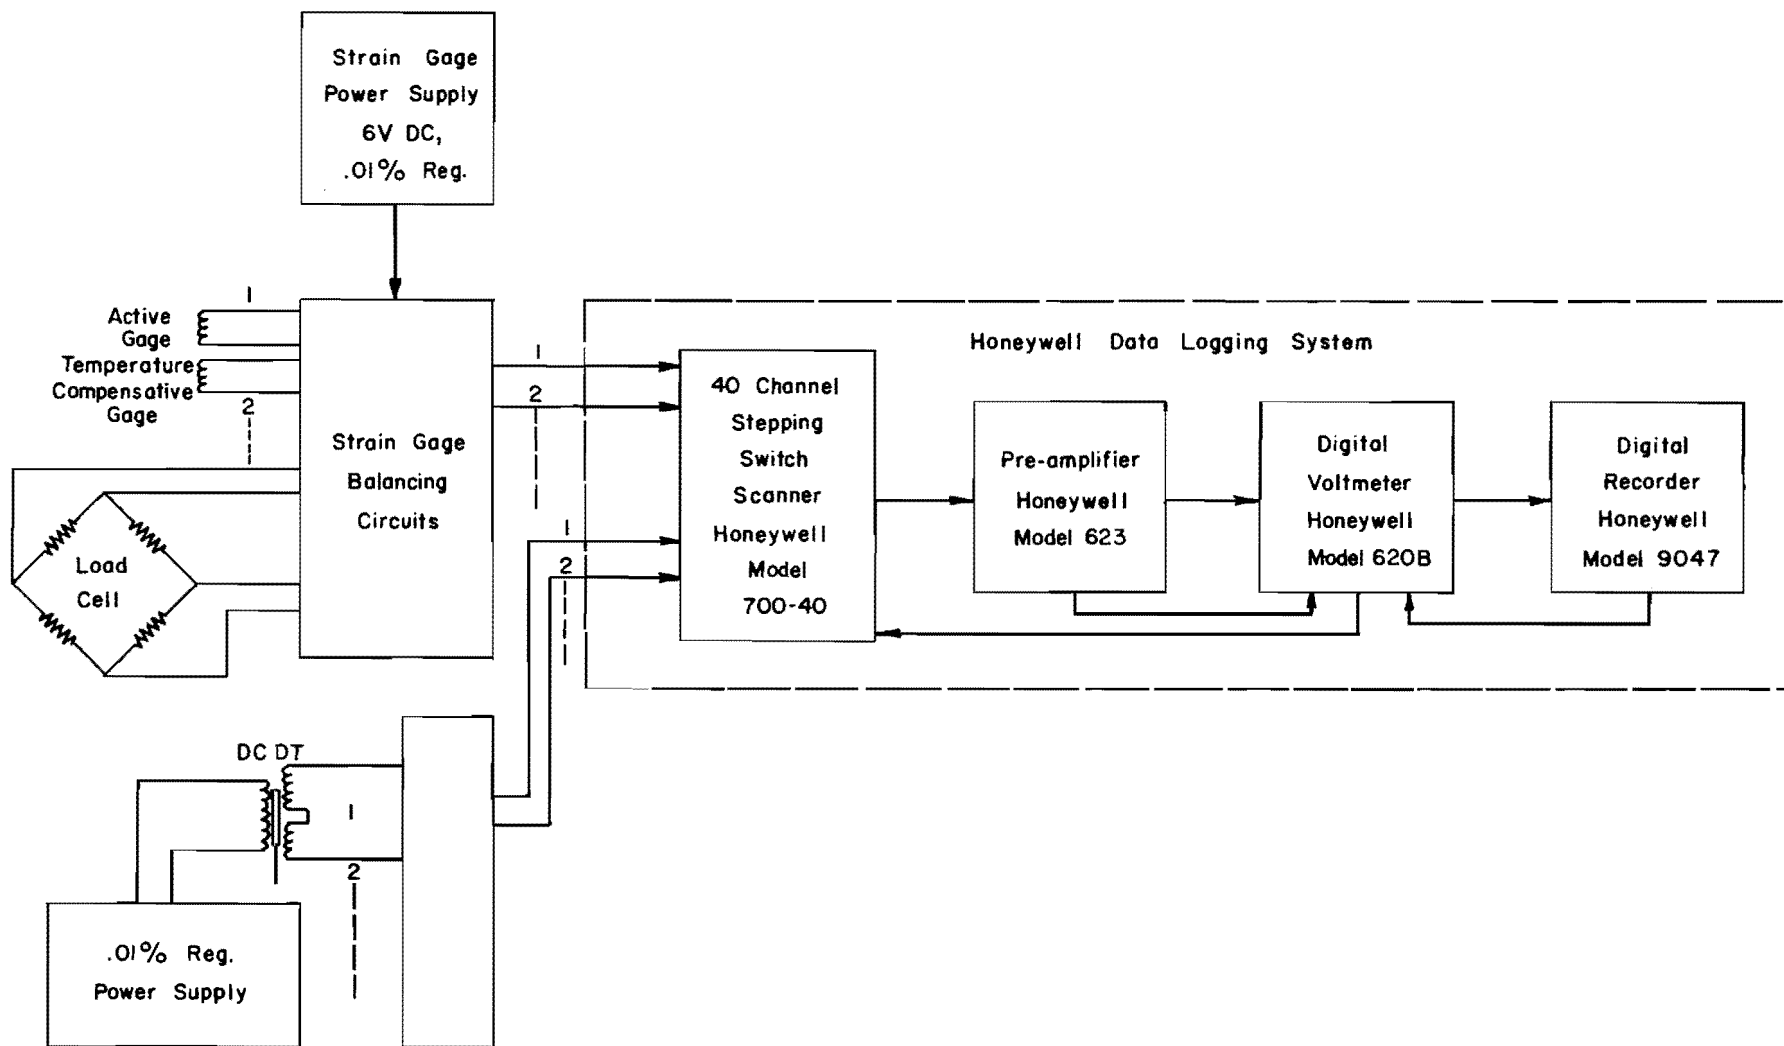 Strain Gage
Power Supply
6V DC,
.01% Reg.
1
Active
Gage
Temperature
Compensative
Gage
2
Strain Gage
Balancing
Circuits
Load
Cell
1
2
1
2
Honeywell Data Logging System
40 Channel
Stepping
Switch
Scanner
Honeywell
Model
700-40
Pre-amplifier
Honeywell
Model 623
Digital
Voltmeter
Honeywell
Model 620B
Digital
Recorder
Honeywell
Model 9047
DC DT
1
2
.01% Reg.
Power Supply